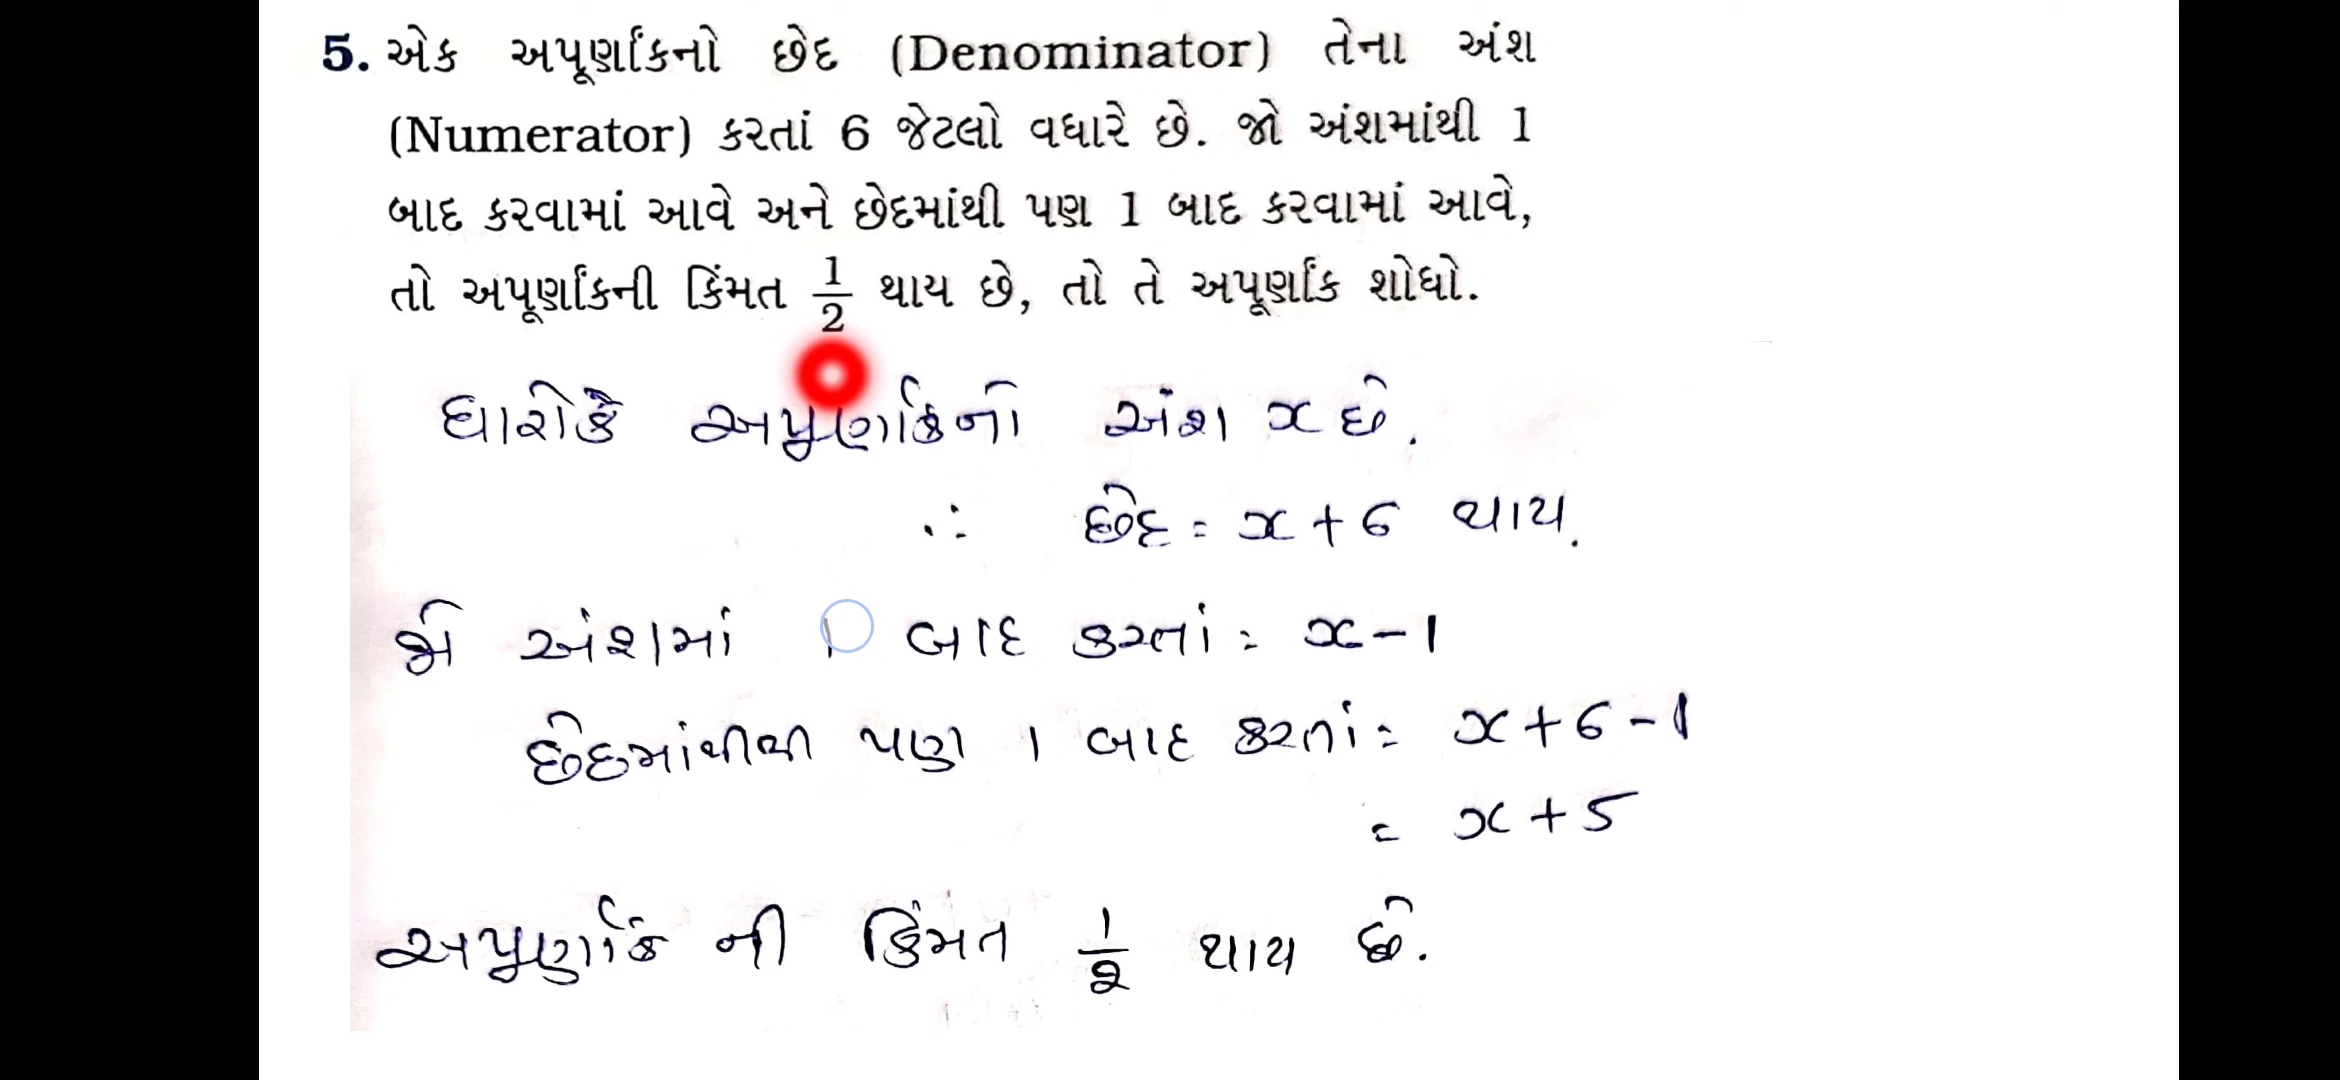 5. એક અપૂર્ણાંકનો છેદ (Denominator) તેના અંશ
(Numerator) કરતાં 6 જેટલો વધારે છે. જો અંશમાંથી 1
બાદ કરવામાં આવે અને છેદમાંથી પણ 1 બાદ કરવામાં આવે,
તો અપૂર્ણાંકની કિંમત 1/2 થાય છે, તો તે અપૂર્ણાંક શોધો.
ધારોકે અપૂર્ણાંકનો અંશ x છે.
∴ છેદ = x + 6 થાય.
જો અંશમાં 1 બાદ કરતાં = x - 1
છેદમાંથી પણ 1 બાદ કરતાં = x + 6 - 1
= x + 5
અપૂર્ણાંક ની કિંમત 1/૨ થાય છે.